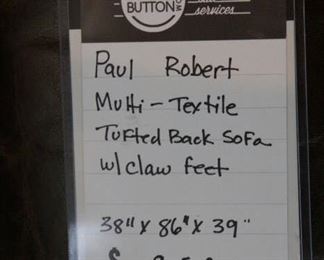 BUTTON
services
Paul Robert
Multi-Textile
Tufted Back Sofa
w/claw feet
38" x 86" x 39"
$